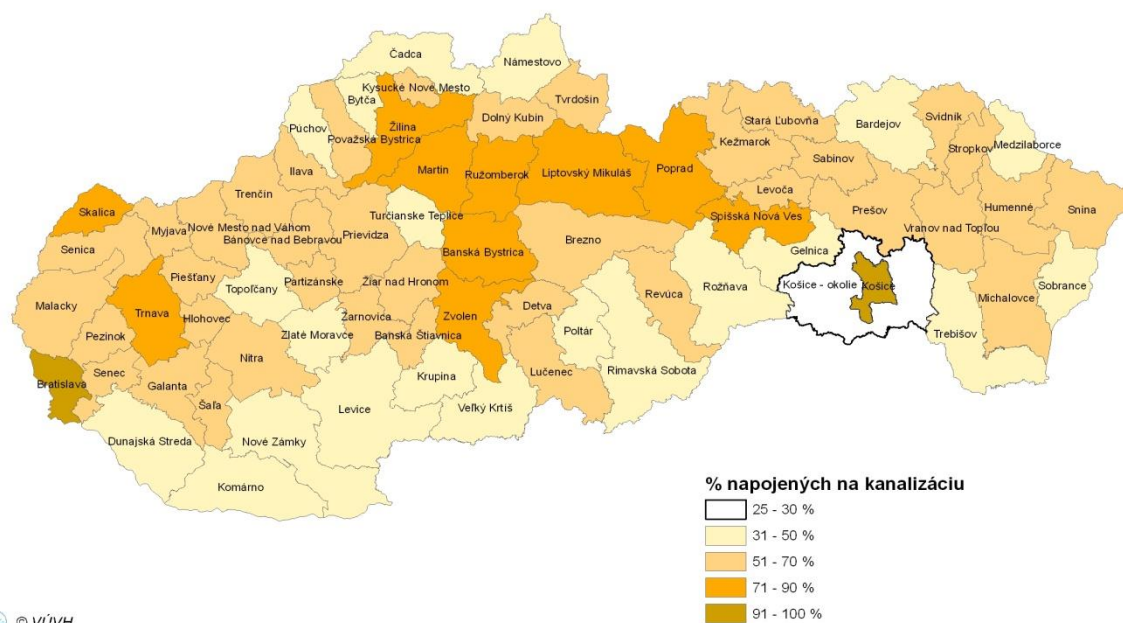 Čadca
Námestovo
Kysucké Nové Mesto
Bytča
Tvrdošín
Púchov
Žilina
Dolný Kubín
Považská Bystrica
Stará Ľubovňa
Bardejov
Svidník
Stropkov
Medzilaborce
Kežmarok
Sabinov
Ilava
Martin
Ružomberok
Liptovský Mikuláš
Poprad
Trenčín
Levoča
Prešov
Humenné
Snina
Skalica
Turčianske Teplice
Spišská Nová Ves
Vranov nad Topľou
Myjava
Nové Mesto nad Váhom
Bánovce nad Bebravou
Prievidza
Brezno
Senica
Banská Bystrica
Gelnica
Piešťany
Topoľčany
Partizánske
Žiar nad Hronom
Košice - okolie
Košice
Sobrance
Malacky
Trnava
Hlohovec
Žarnovica
Zvolen
Detva
Revúca
Rožňava
Michalovce
Pezinok
Zlaté Moravce
Banská Štiavnica
Poltár
Trebišov
Nitra
Bratislava
Senec
Galanta
Krupina
Lučenec
Rimavská Sobota
Šaľa
Levice
Veľký Krtíš
Dunajská Streda
Nové Zámky
Komárno
% napojených na kanalizáciu
25 - 30 %
31 - 50 %
51 - 70 %
71 - 90 %
91 - 100 %
© VÚVH